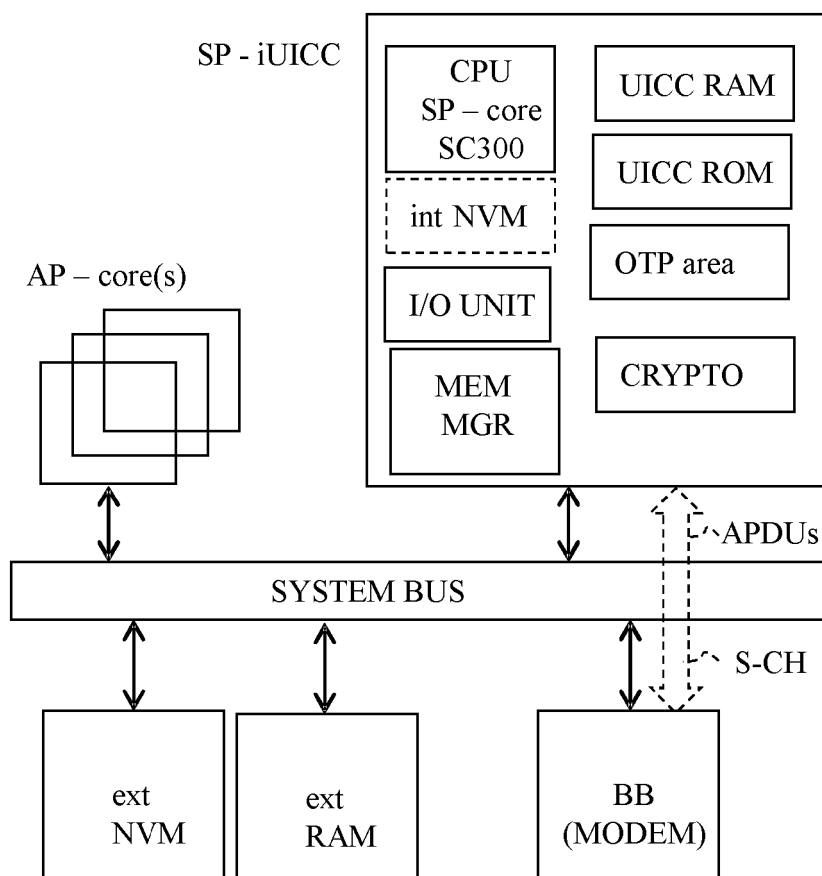 SP - iUICC
CPU
SP – core
SC300
UICC RAM
UICC ROM
int NVM
OTP area
I/O UNIT
MEM
MGR
CRYPTO
AP – core(s)
APDUs
SYSTEM BUS
S-CH
ext
NVM
ext
RAM
BB
(MODEM)